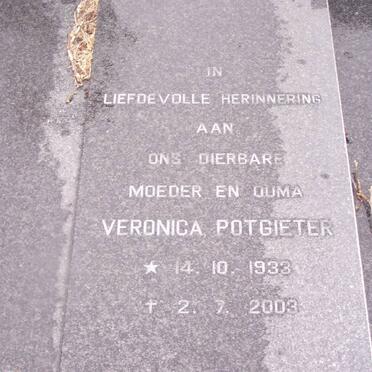 IN
LIEFDEVOLLE HERINNERING
AAN
ONS DIERBARE
MOEDER EN OUMA
VERONICA POTGIETER
★ 14. 10. 1933
✝ 2. 7. 2003